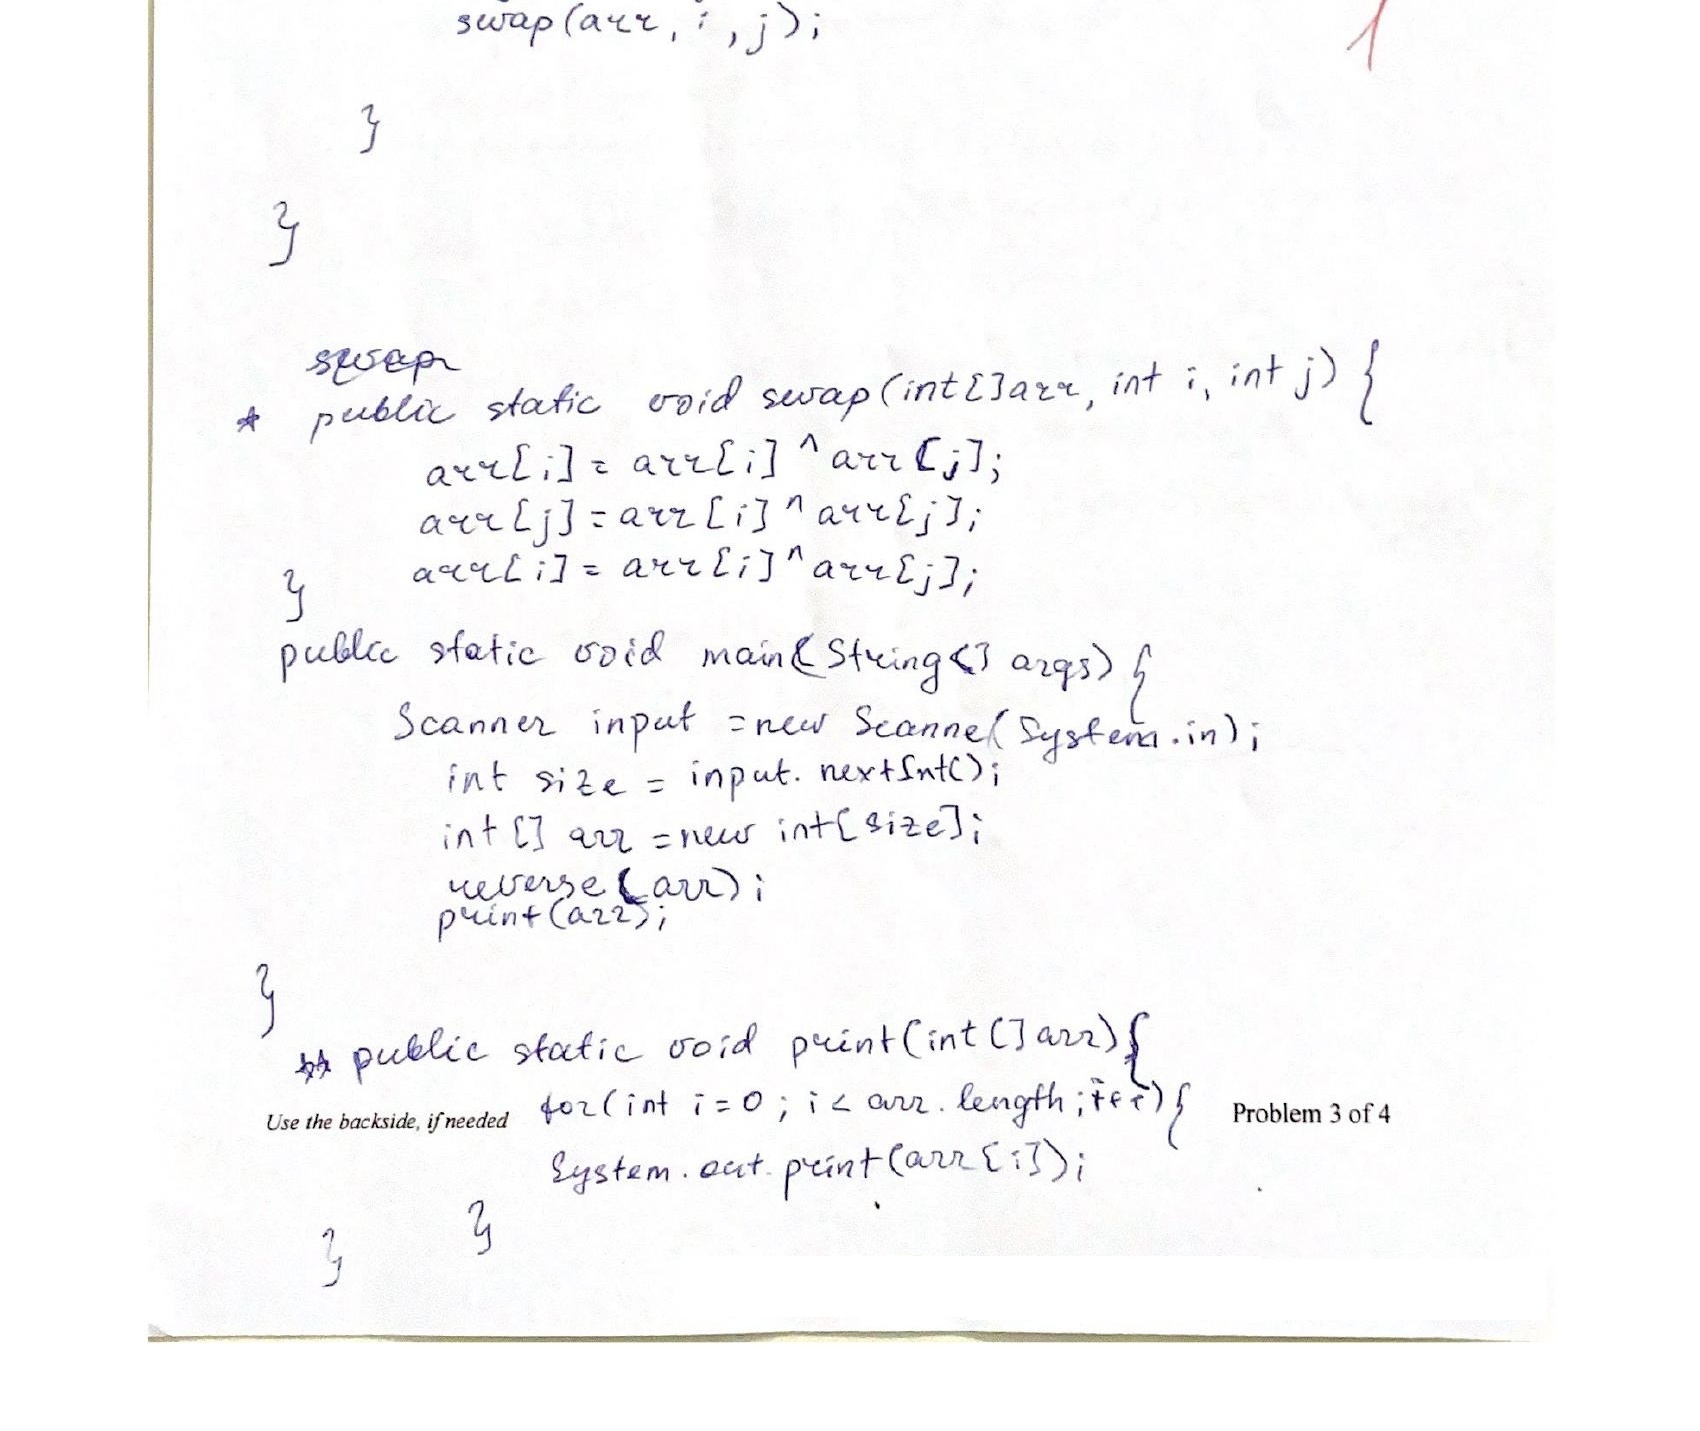 swap(arr, i, j);
1
}
}
swap
* public static void swap(int[]arr, int i, int j) {
arr[i] = arr[i] ^ arr[j];
arr[j] = arr[i] ^ arr[j];
arr[i] = arr[i] ^ arr[j];
}
public static void main(String[] args) {
Scanner input = new Scanne(System.in);
int size = input.nextInt();
int [] arr = new int[size];
reverse(arr);
print(arr);
}
** public static void print(int[]arr){
for(int i=0; i< arr.length; i++){
Use the backside, if needed
Problem 3 of 4
System.out.print(arr[i]);
}
}